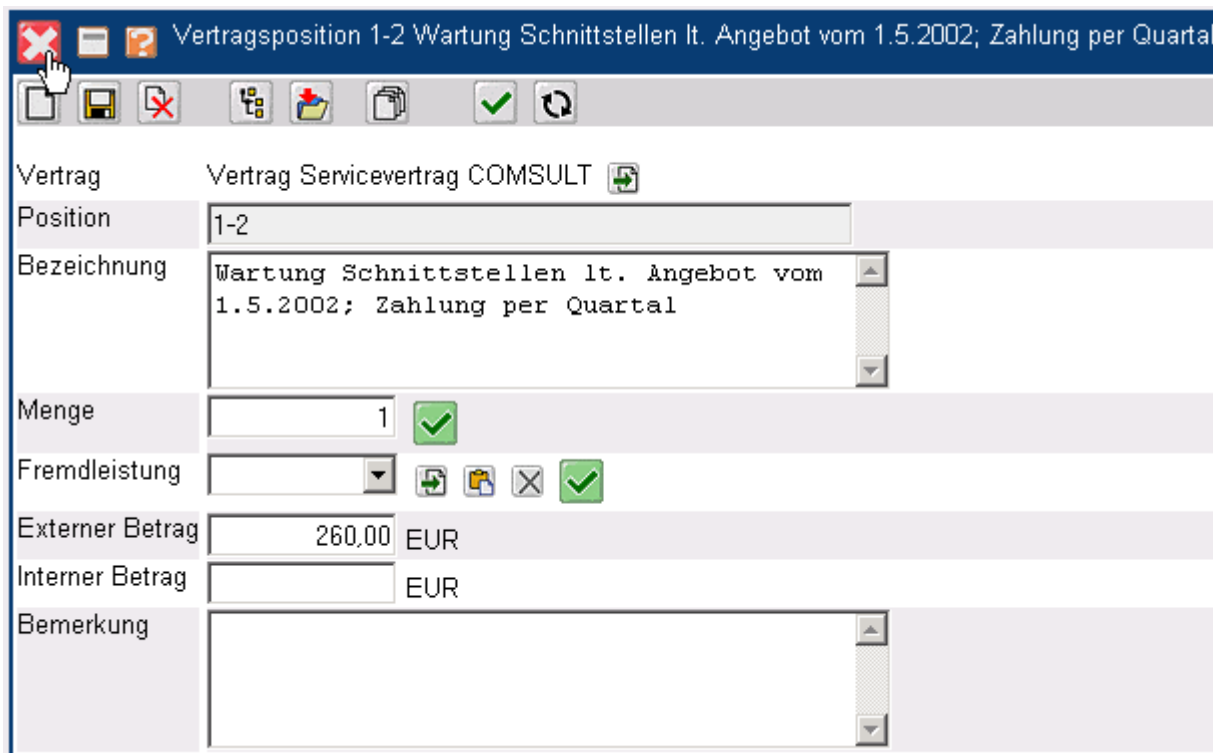 Vertragsposition 1-2 Wartung Schnittstellen lt. Angebot vom 1.5.2002; Zahlung per Quartal
Vertrag Vertrag Servicevertrag COMSULT
Position 1-2
Bezeichnung Wartung Schnittstellen lt. Angebot vom
1.5.2002; Zahlung per Quartal
Menge 1
Fremdleistung
Externer Betrag 260,00 EUR
Interner Betrag EUR
Bemerkung